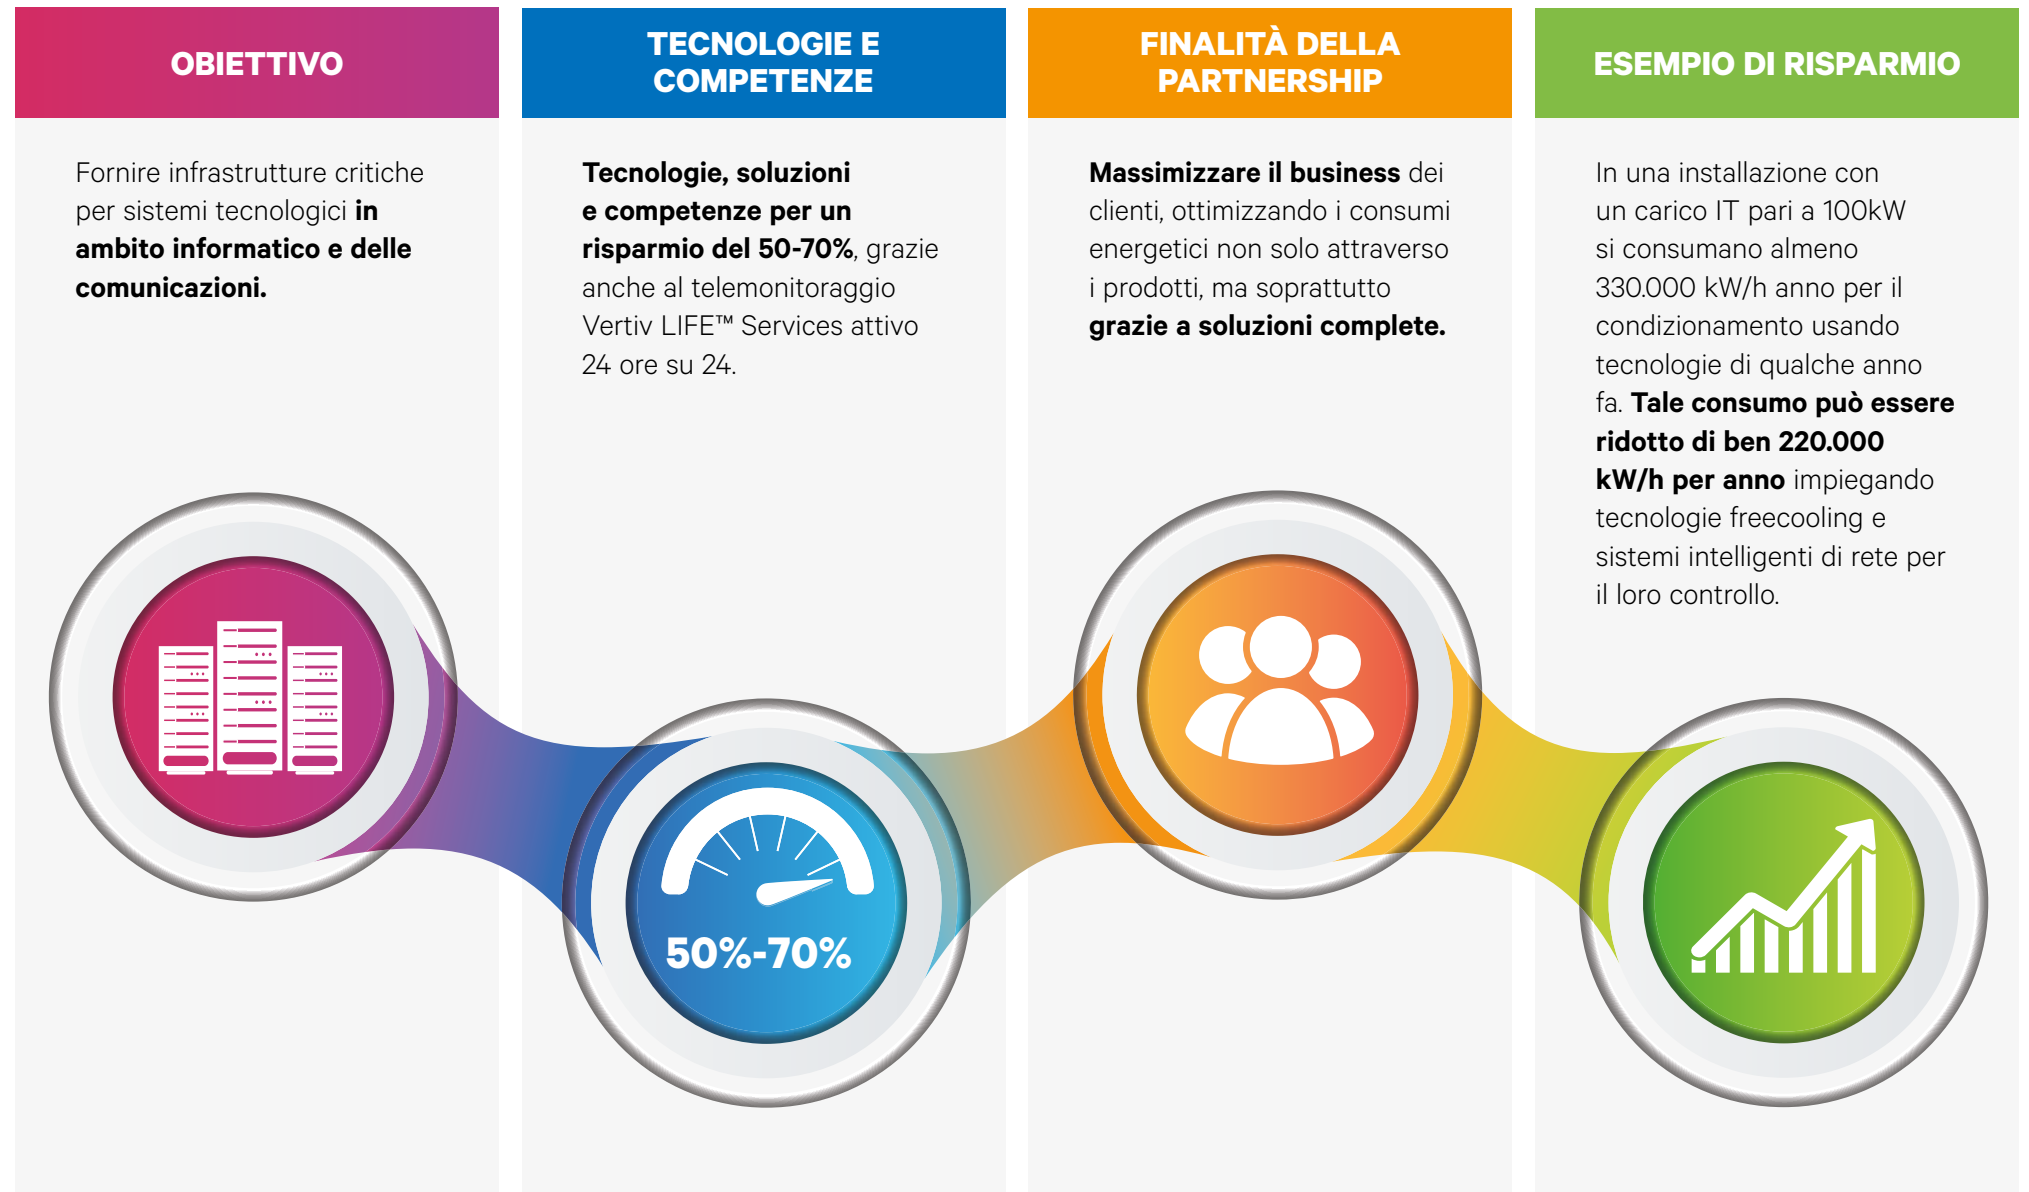 OBIETTIVO
Fornire infrastrutture critiche
per sistemi tecnologici in
ambito informatico e delle
comunicazioni.
TECNOLOGIE E
COMPETENZE
Tecnologie, soluzioni
e competenze per un
risparmio del 50-70%, grazie
anche al telemonitoraggio
Vertiv LIFE™ Services attivo
24 ore su 24.
50%-70%
FINALITÀ DELLA
PARTNERSHIP
Massimizzare il business dei
clienti, ottimizzando i consumi
energetici non solo attraverso
i prodotti, ma soprattutto
grazie a soluzioni complete.
ESEMPIO DI RISPARMIO
In una installazione con
un carico IT pari a 100kW
si consumano almeno
330.000 kW/h anno per il
condizionamento usando
tecnologie di qualche anno
fa. Tale consumo può essere
ridotto di ben 220.000
kW/h per anno impiegando
tecnologie freecooling e
sistemi intelligenti di rete per
il loro controllo.